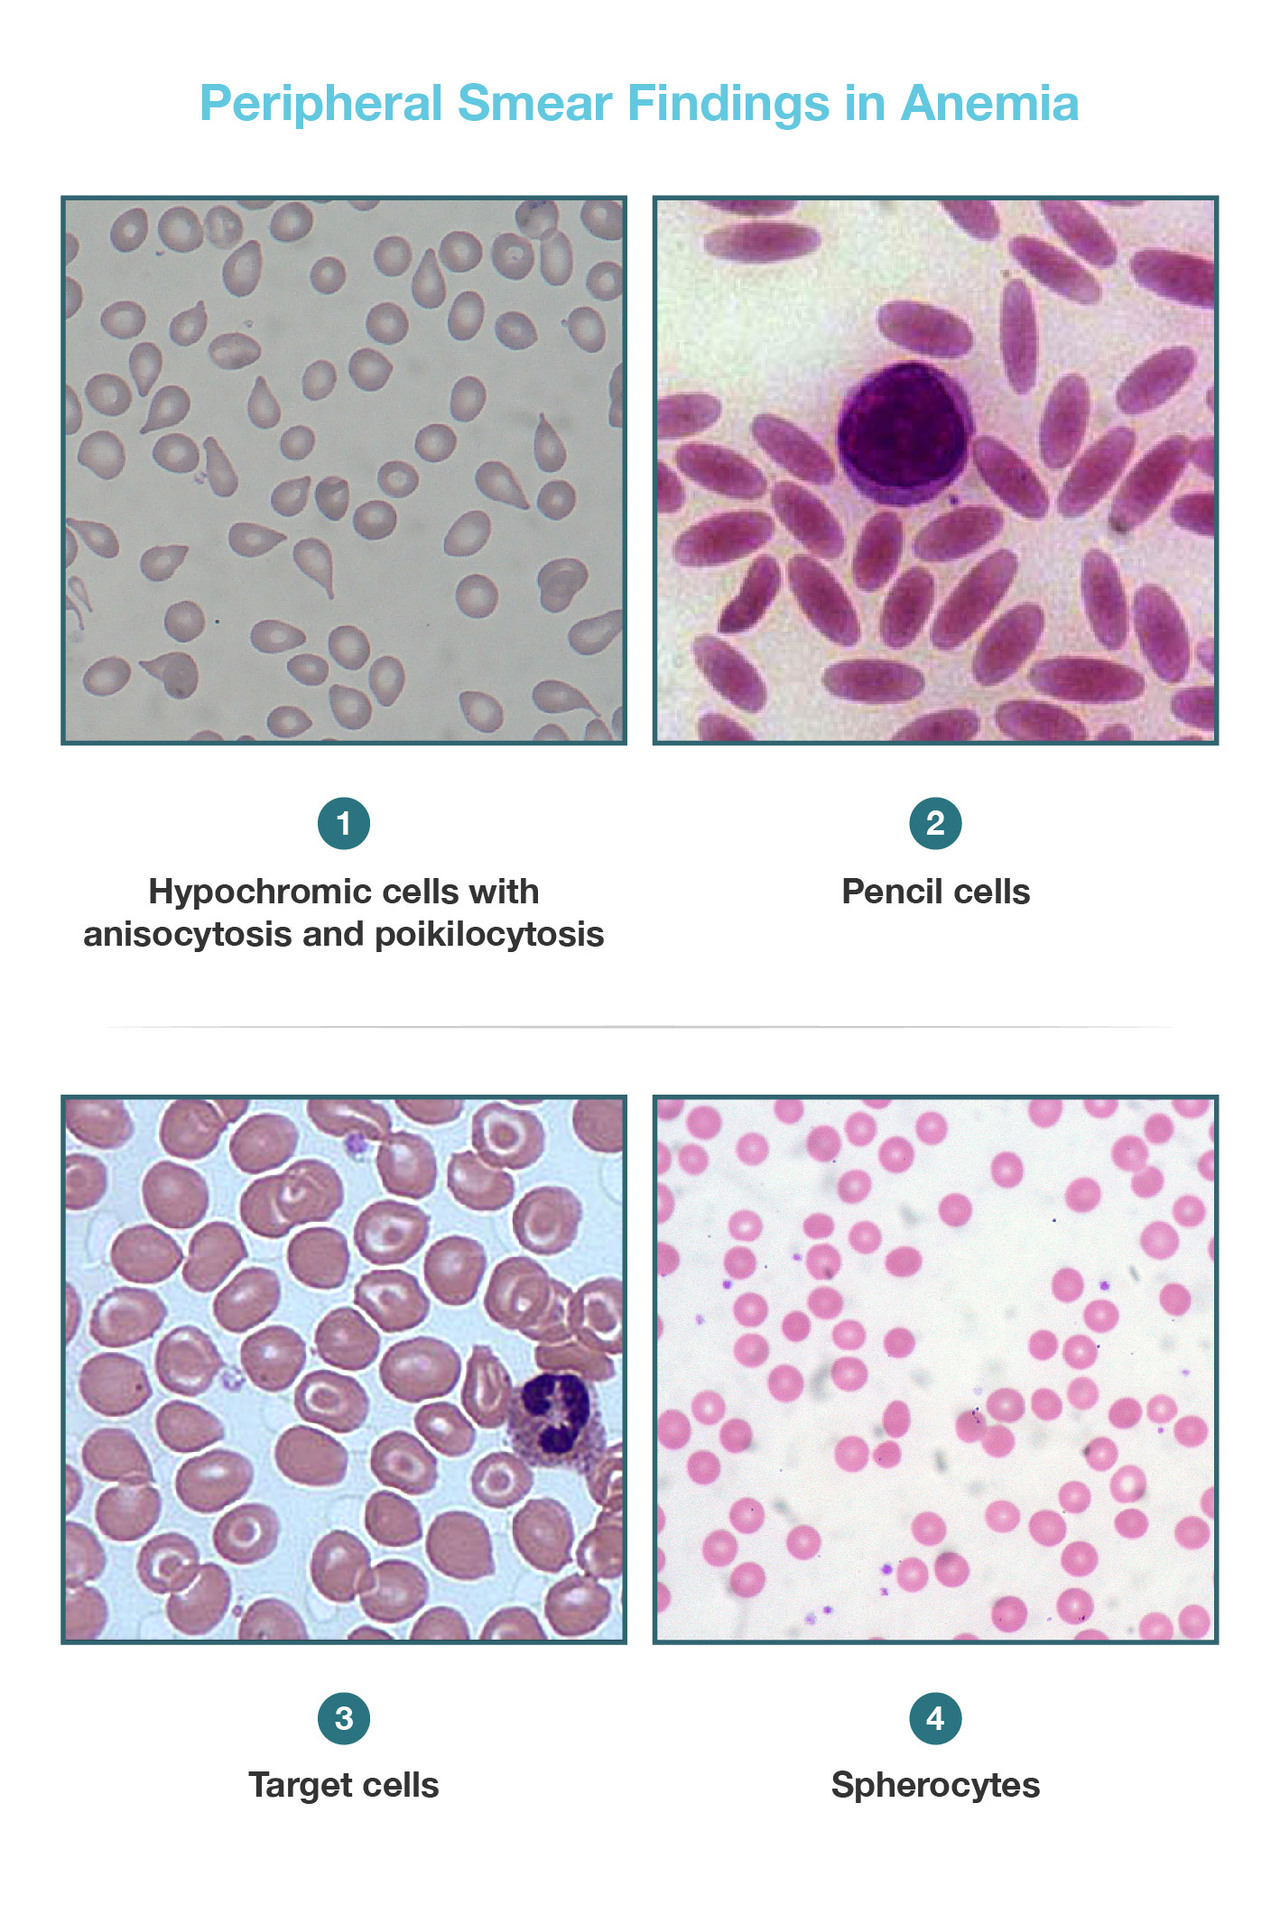 Peripheral Smear Findings in Anemia
1
Hypochromic cells with
anisocytosis and poikilocytosis
2
Pencil cells
3
Target cells
4
Spherocytes